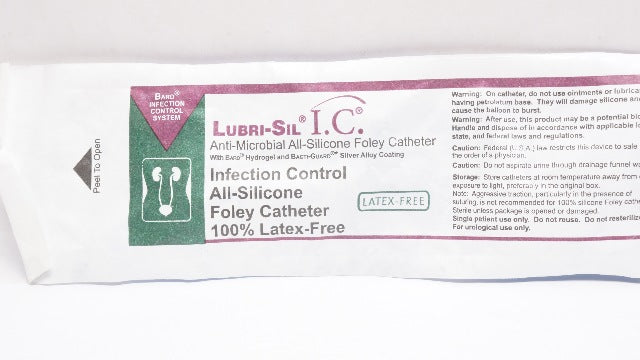 BARD®
INFECTION
CONTROL
SYSTEM
Peel To Open
LUBRI-SIL® I.C.®
Anti-Microbial All-Silicone Foley Catheter
With BARD® Hydrogel and BACTI-GUARD™ Silver Alloy Coating
Infection Control
All-Silicone
Foley Catheter
100% Latex-Free
LATEX-FREE
Warning: On catheter, do not use ointments or lubrica
having petrolatum base. They will damage silicone and
cause the balloon to burst.
Warning: After use, this product may be a potential bio
Handle and dispose of in accordance with applicable lo
state, and federal laws and regulations.
Caution: Federal (U.S.A.) law restricts this device to sale
the order of a physician.
Caution: Do not aspirate urine through drainage funnel wa
Storage: Store catheters at room temperature away from
exposure to light, preferably in the original box.
Note: Aggressive traction, particularly in the presence of
suturing, is not recommended for 100% silicone Foley cathe
Sterile unless package is opened or damaged.
Single patient use only. Do not reuse. Do not resterilize
For urological use only.